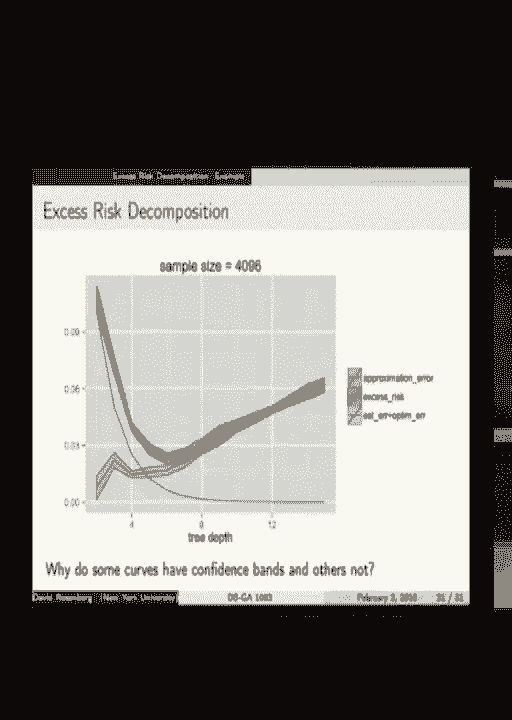 Excess Risk Decomposition: Example
Excess Risk Decomposition
sample size = 4096
0.09
0.06
0.03
0.00
4
8
12
tree depth
approximation_error
excess_risk
est_err+optim_err
Why do some curves have confidence bands and others not?
David Rosenberg (New York University)
DS-GA 1003
February 3, 2016
31 / 31